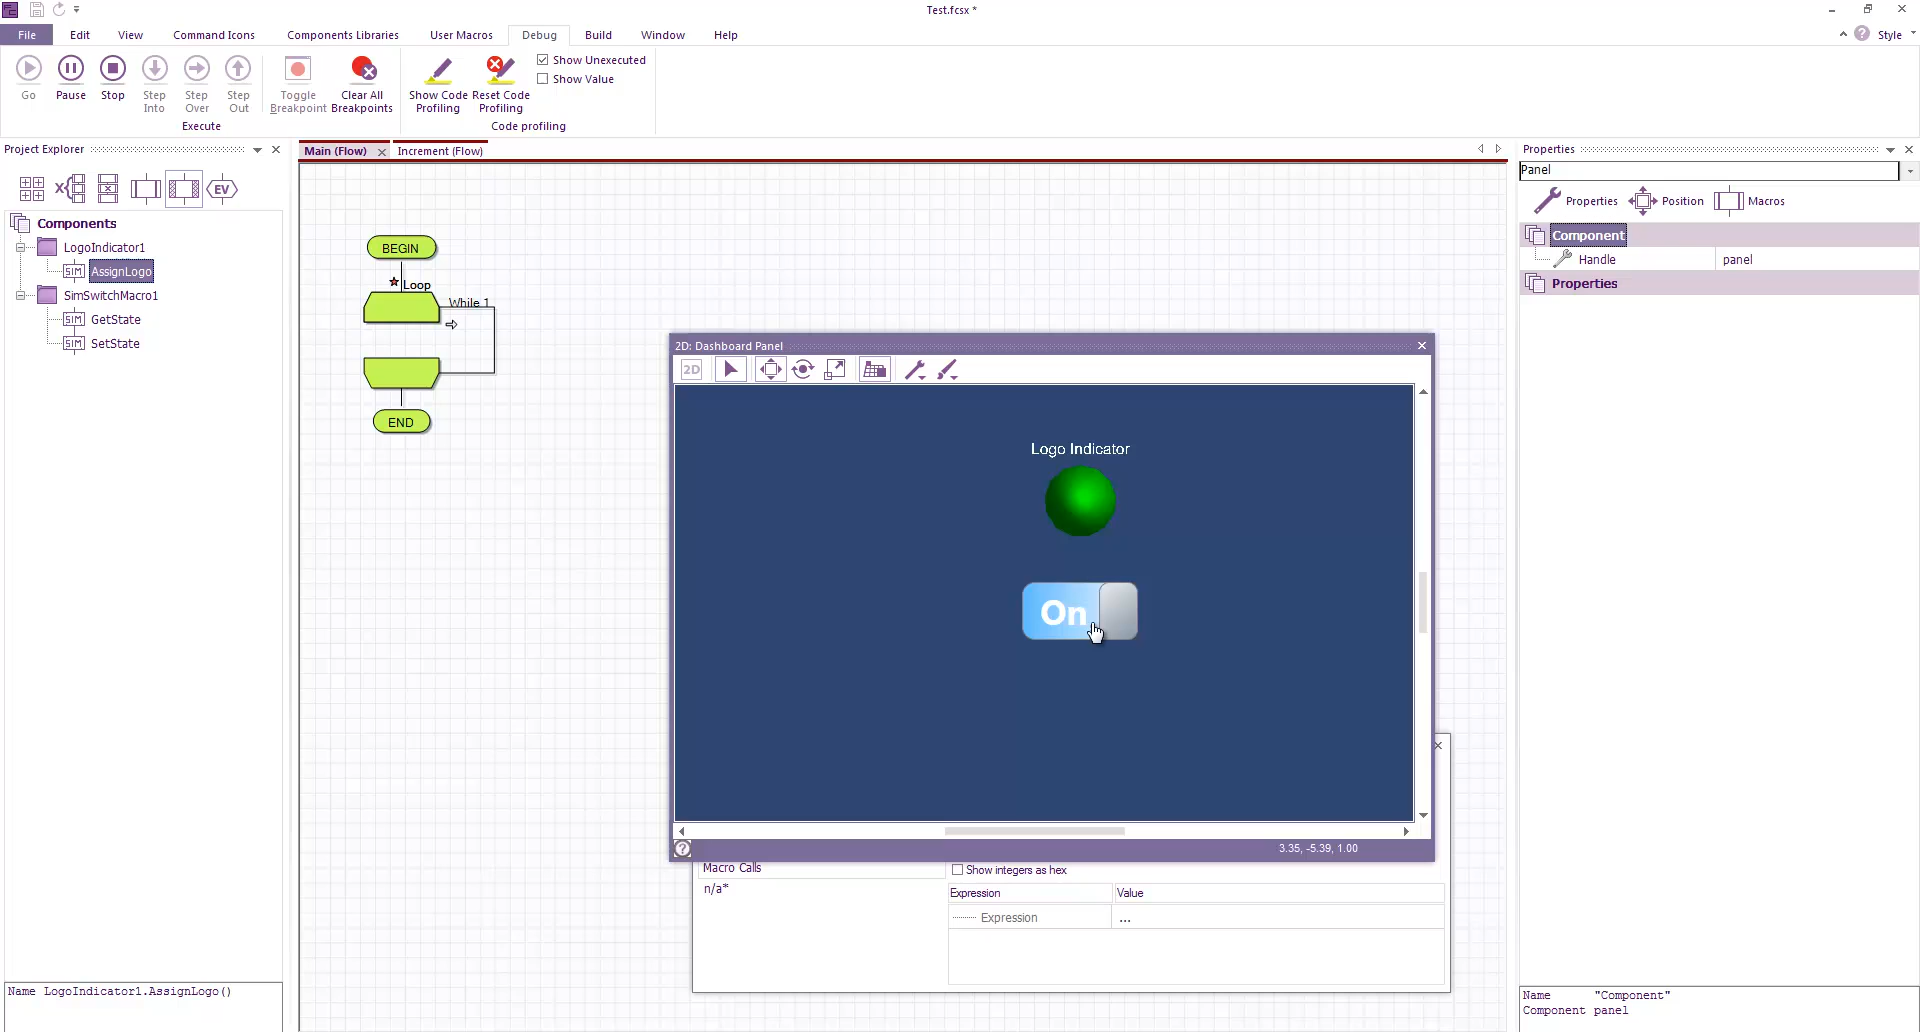 Test.fcsx *
File Edit View Command Icons Components Libraries User Macros Debug Build Window Help Style
Go Pause Stop Step Into Step Over Step Out Toggle Breakpoint Clear All Breakpoints Show Code Profiling Reset Code Profiling Show Unexecuted
Show Value
Execute Code profiling
Project Explorer
EV
Components
LogoIndicator1
SIM AssignLogo
SimSwitchMacro1
SIM GetState
SIM SetState
Name LogoIndicator1.AssignLogo()
Main (Flow) Increment (Flow)
BEGIN
Loop
While 1
END
2D: Dashboard Panel
2D
Logo Indicator
On
3.35, -5.39, 1.00
Macro Calls
n/a*
Show integers as hex
Expression Value
Expression ...
Properties
Panel
Properties Position Macros
Component
Handle panel
Properties
Name "Component"
Component panel